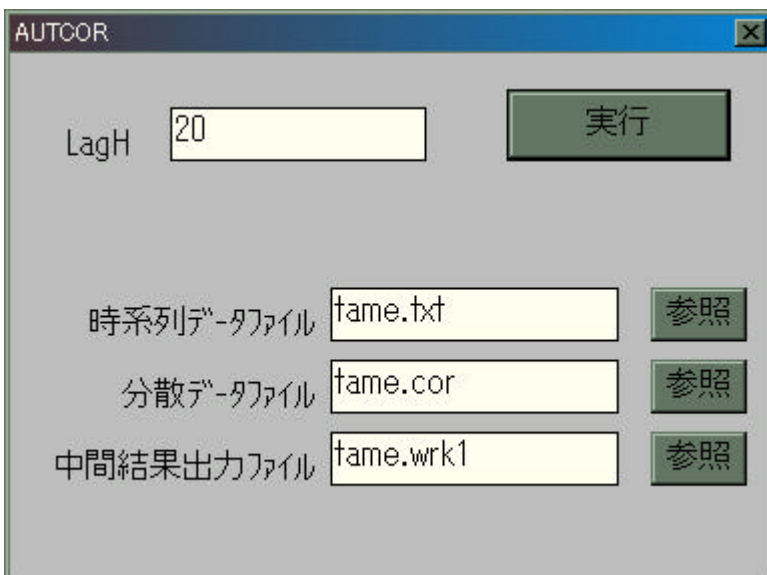 AUTCOR
LagH 20 実行
時系列ﾃﾞｰﾀﾌｧｲﾙ tame.txt 参照
分散ﾃﾞｰﾀﾌｧｲﾙ tame.cor 参照
中間結果出力ﾌｧｲﾙ tame.wrk1 参照